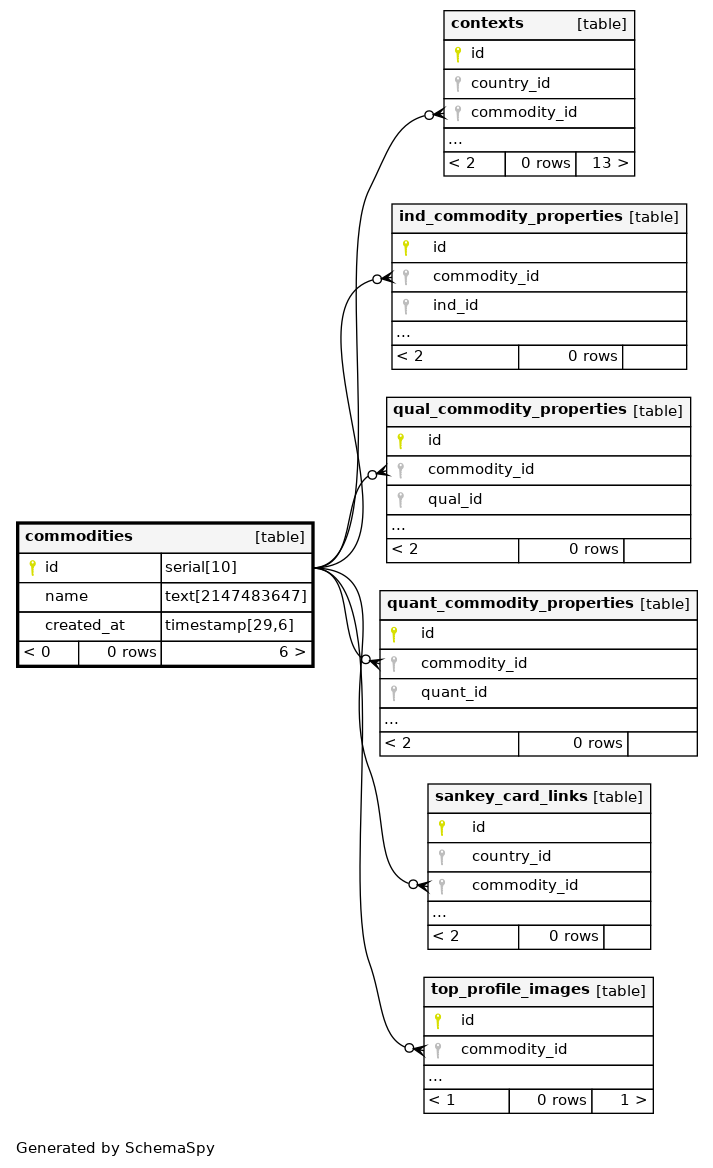 contexts [table]
id
country_id
commodity_id
...
< 2 0 rows 13 >
ind_commodity_properties [table]
id
commodity_id
ind_id
...
< 2 0 rows
qual_commodity_properties [table]
id
commodity_id
qual_id
...
< 2 0 rows
commodities [table]
id serial[10]
name text[2147483647]
created_at timestamp[29,6]
< 0 0 rows 6 >
quant_commodity_properties [table]
id
commodity_id
quant_id
...
< 2 0 rows
sankey_card_links [table]
id
country_id
commodity_id
...
< 2 0 rows
top_profile_images [table]
id
commodity_id
...
< 1 0 rows 1 >
Generated by SchemaSpy